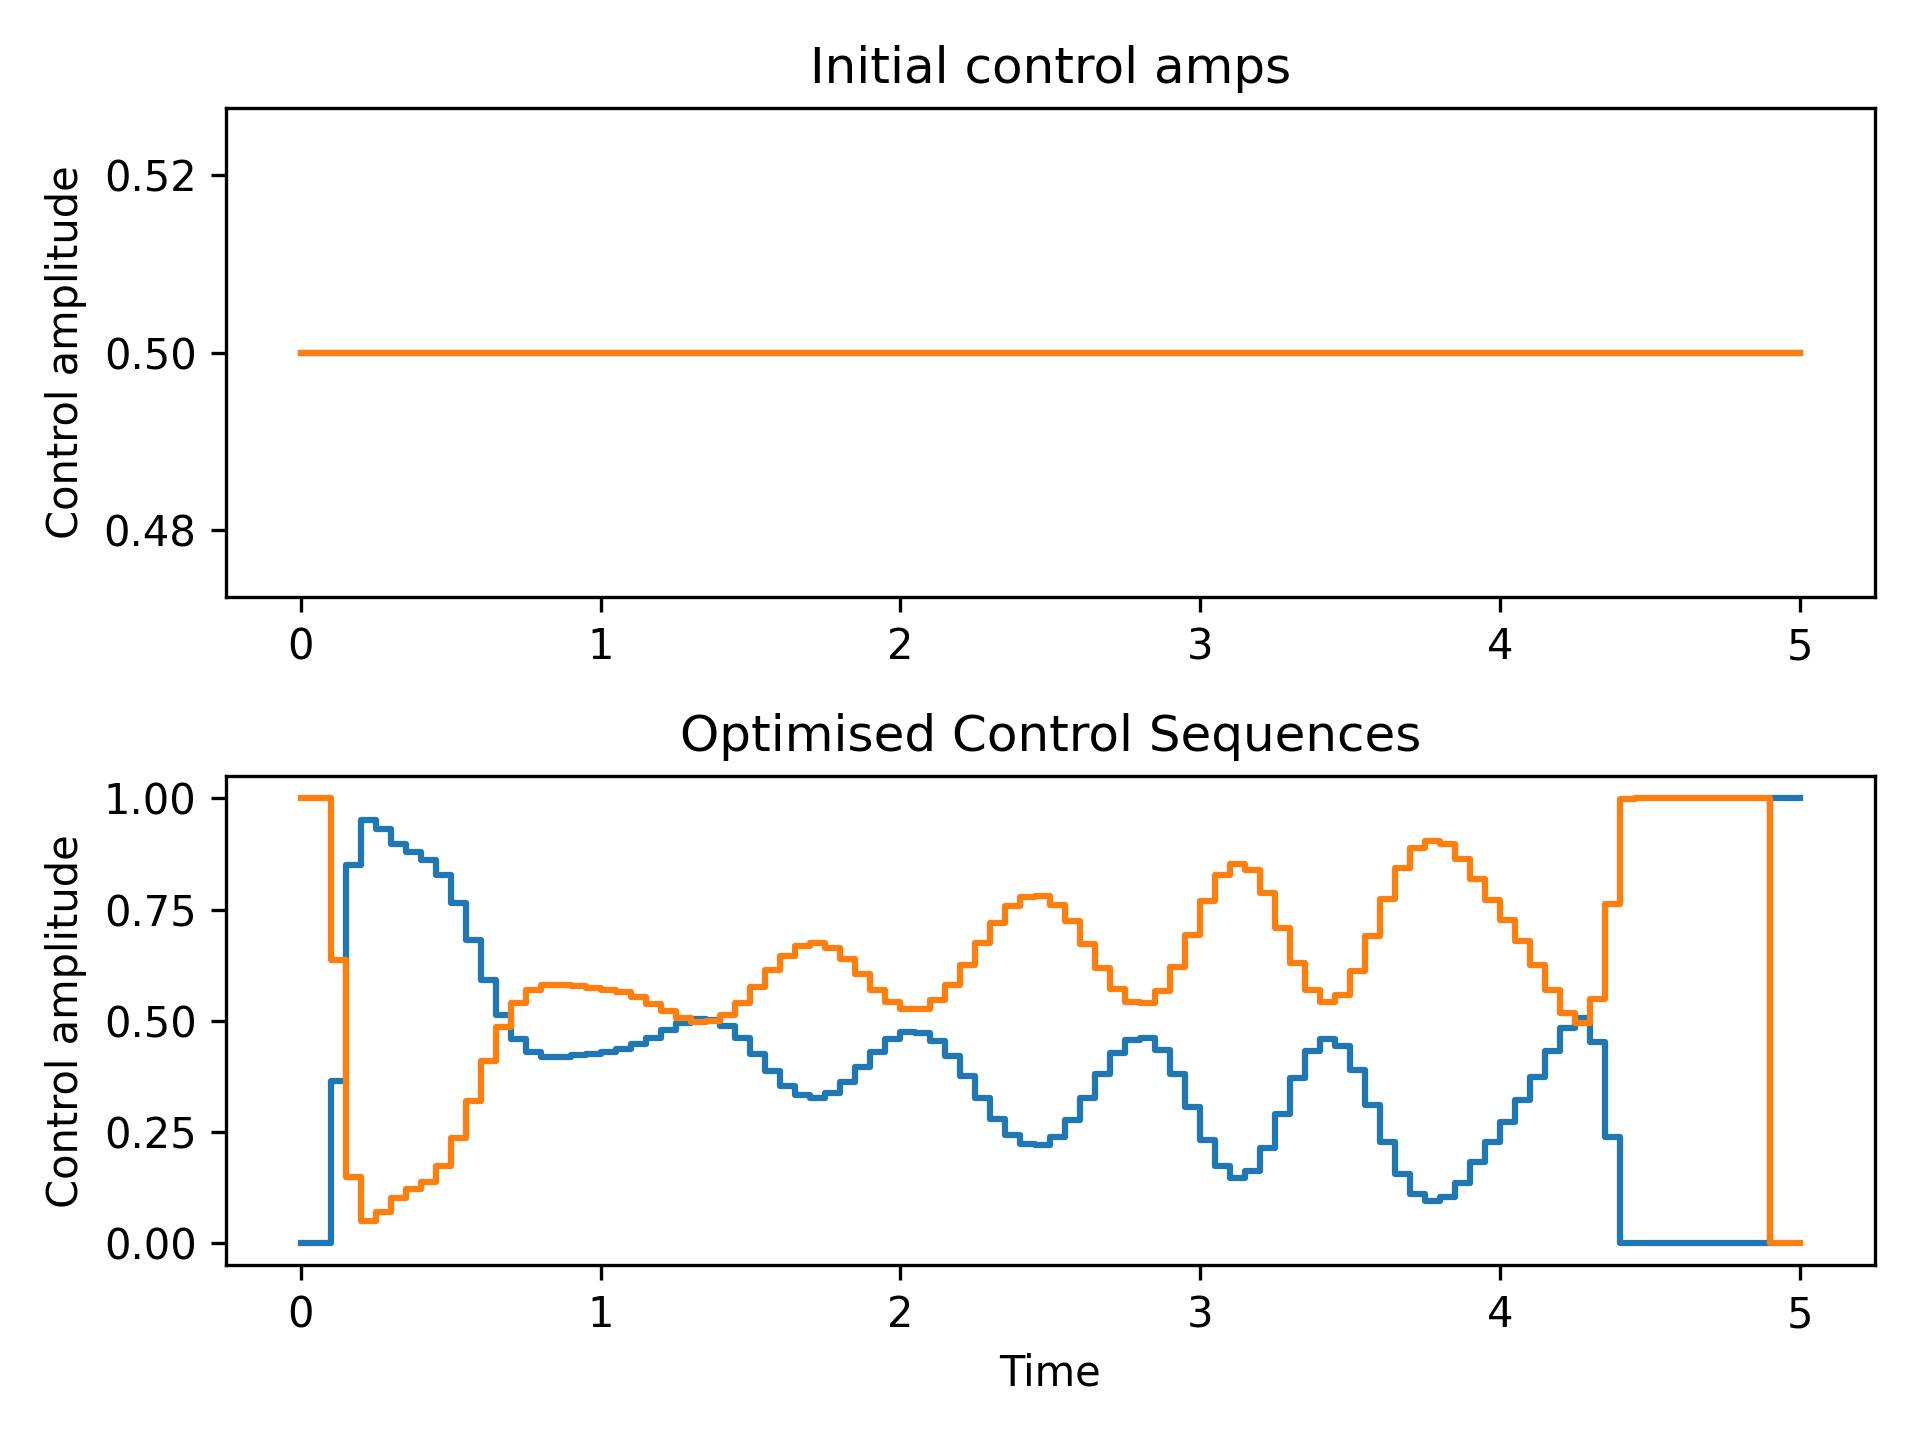 Initial control amps
Control amplitude
0.52
0.50
0.48
0 1 2 3 4 5
Optimised Control Sequences
Control amplitude
1.00
0.75
0.50
0.25
0.00
0 1 2 3 4 5
Time